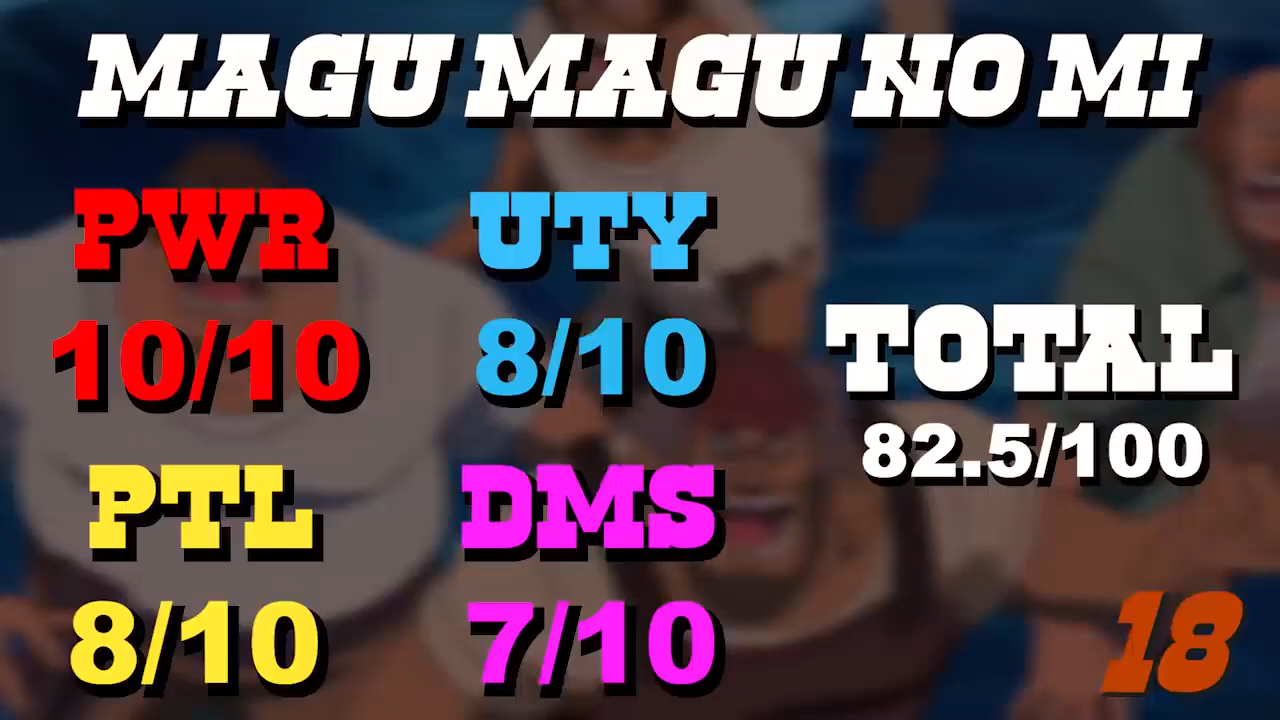 MAGU MAGU NO MI
PWR
10/10
UTY
8/10
PTL
8/10
DMS
7/10
TOTAL
82.5/100
18